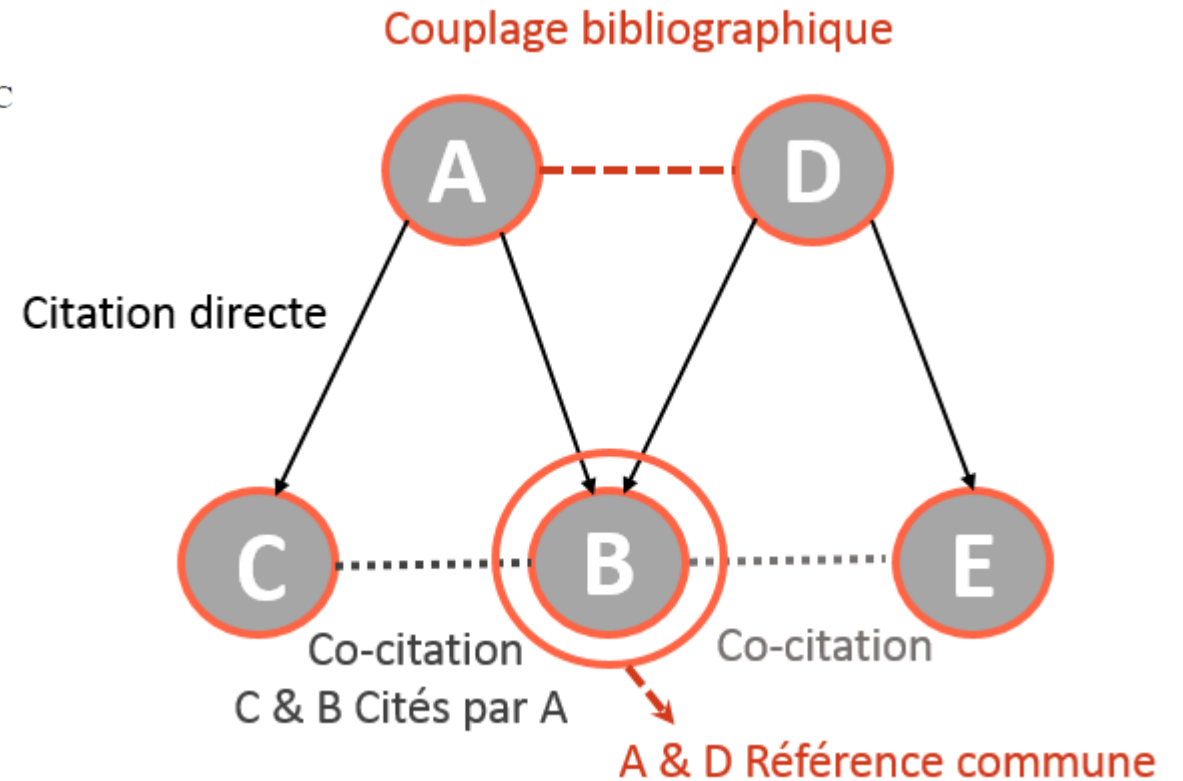 Couplage bibliographique
C
A
D
Citation directe
C
B
E
Co-citation
Co-citation
C & B Cités par A
A & D Référence commune